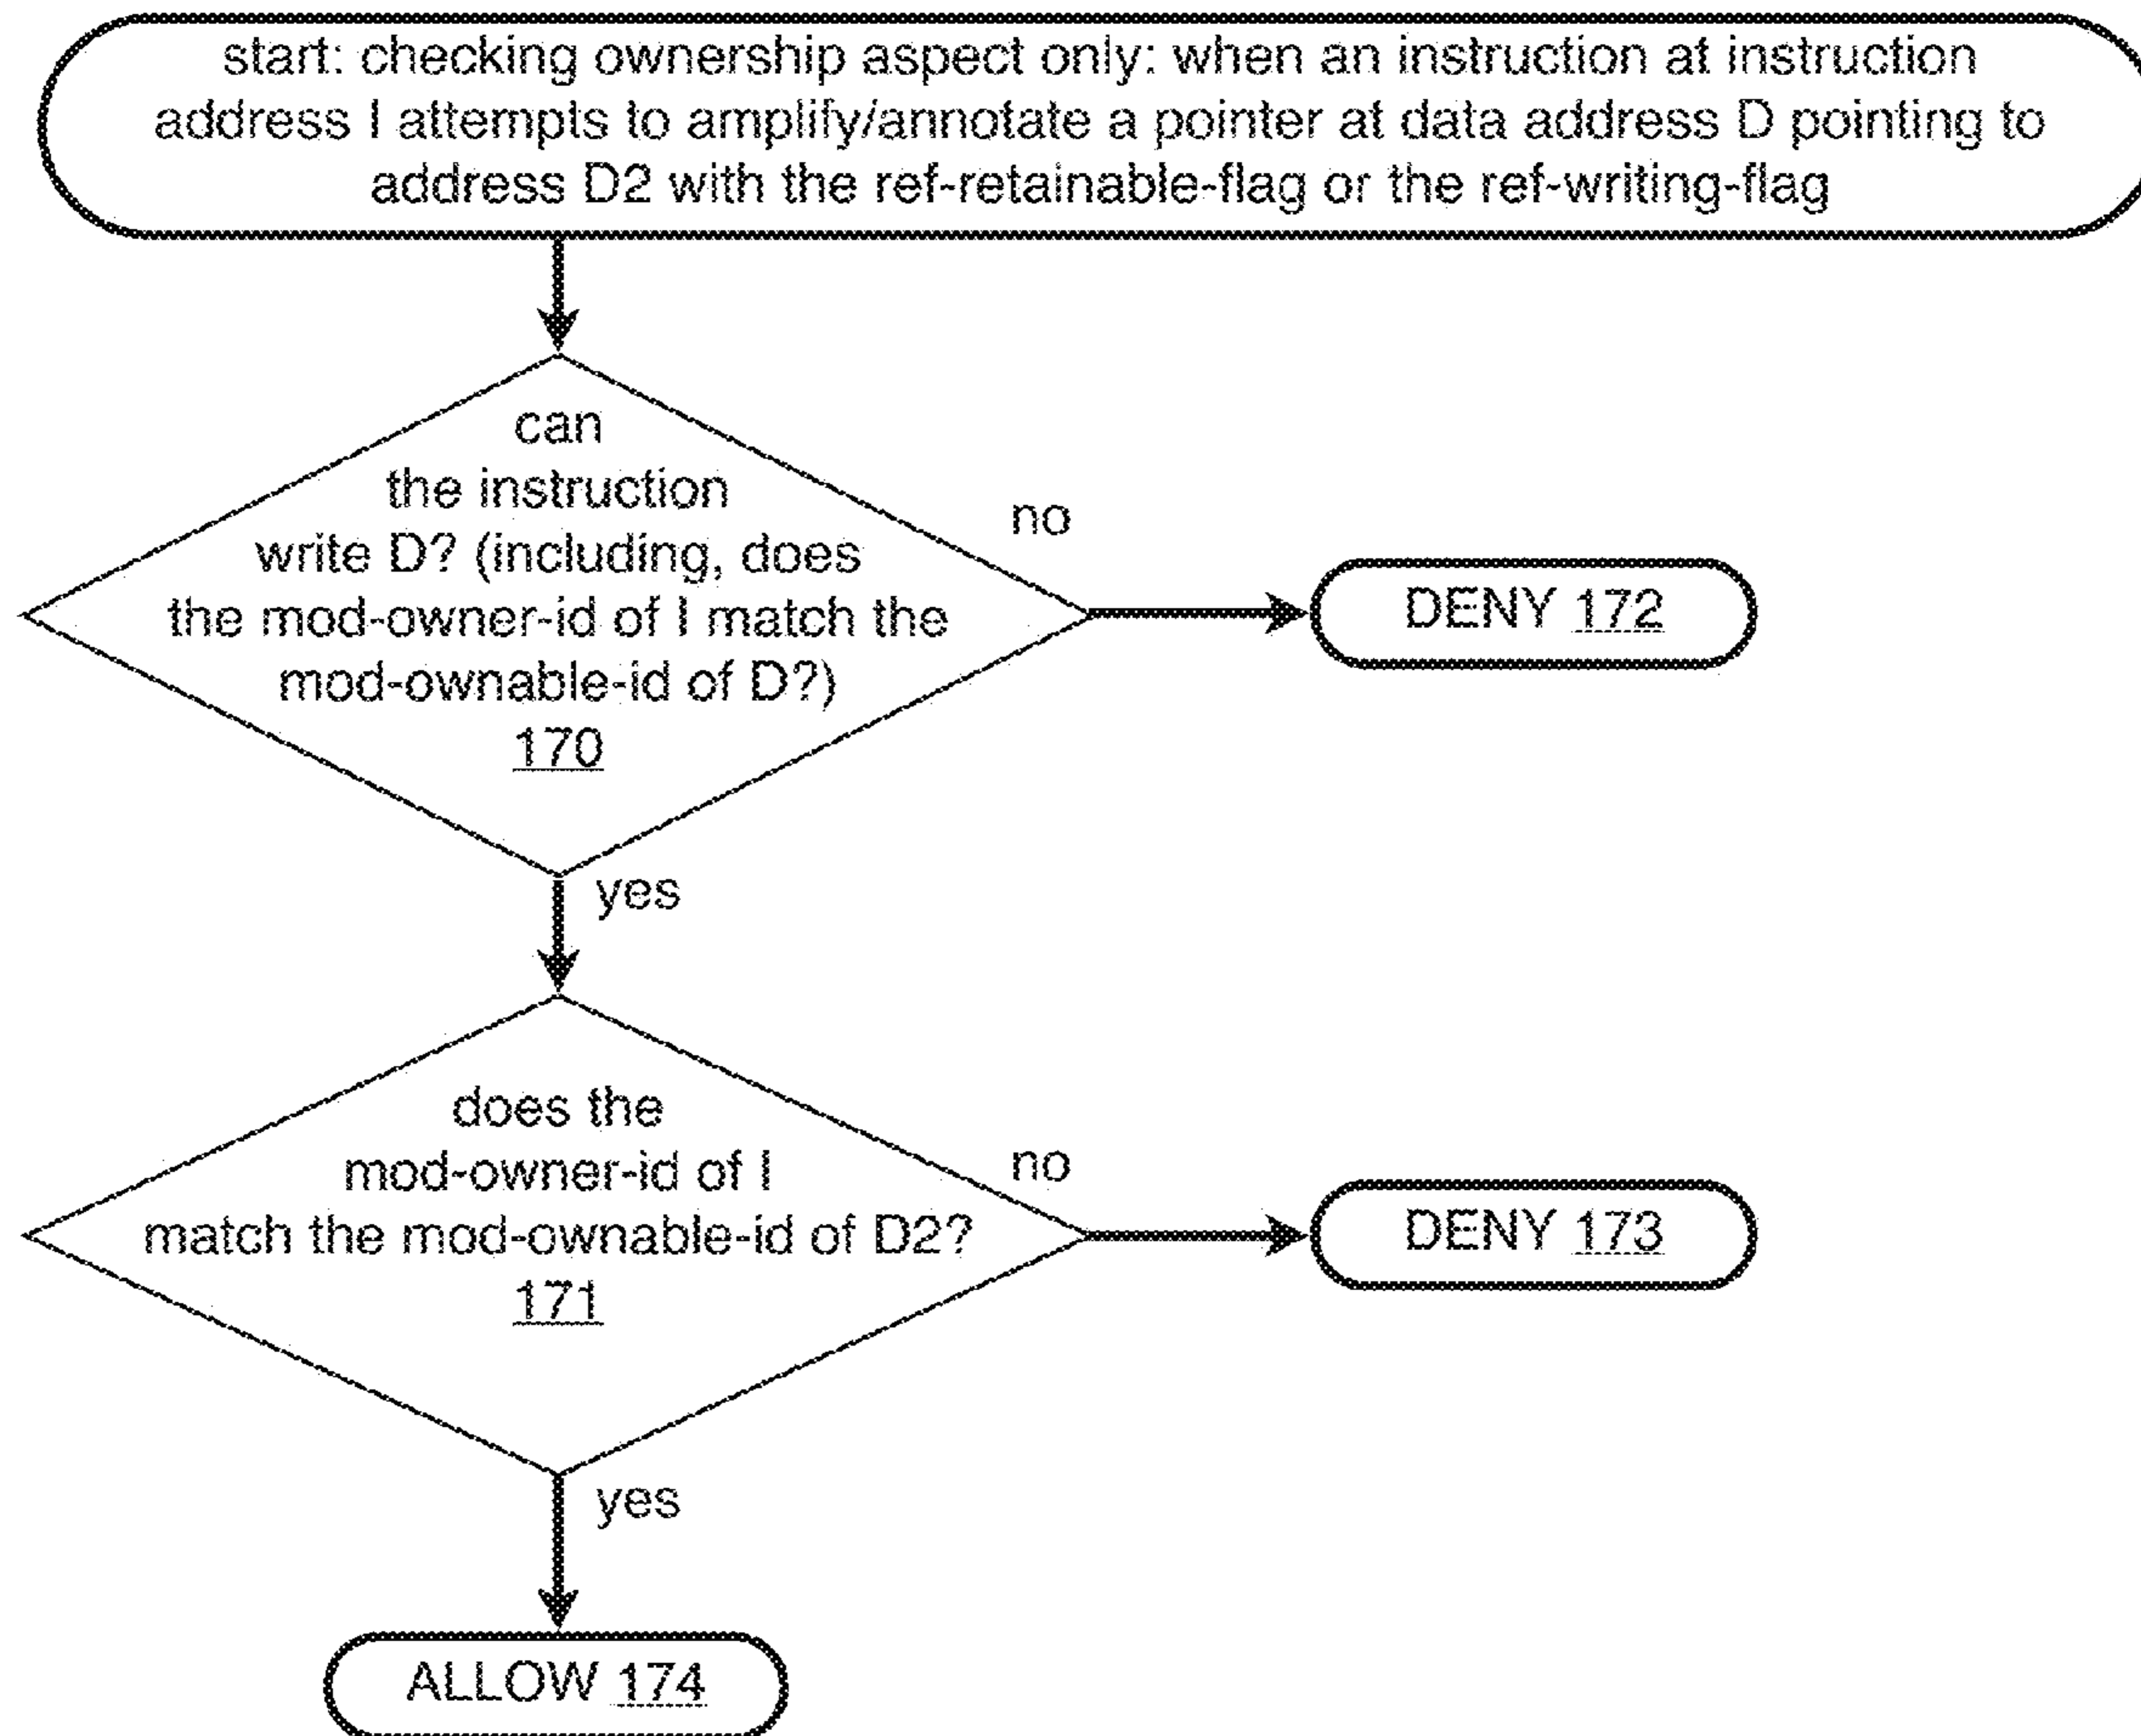 start: checking ownership aspect only: when an instruction at instruction
address I attempts to amplify/annotate a pointer at data address D pointing to
address D2 with the ref-retainable-flag or the ref-writing-flag
can
the instruction
write D? (including, does
the mod-owner-id of I match the
mod-ownable-id of D?)
170
no
DENY 172
yes
does the
mod-owner-id of I
match the mod-ownable-id of D2?
171
no
DENY 173
yes
ALLOW 174